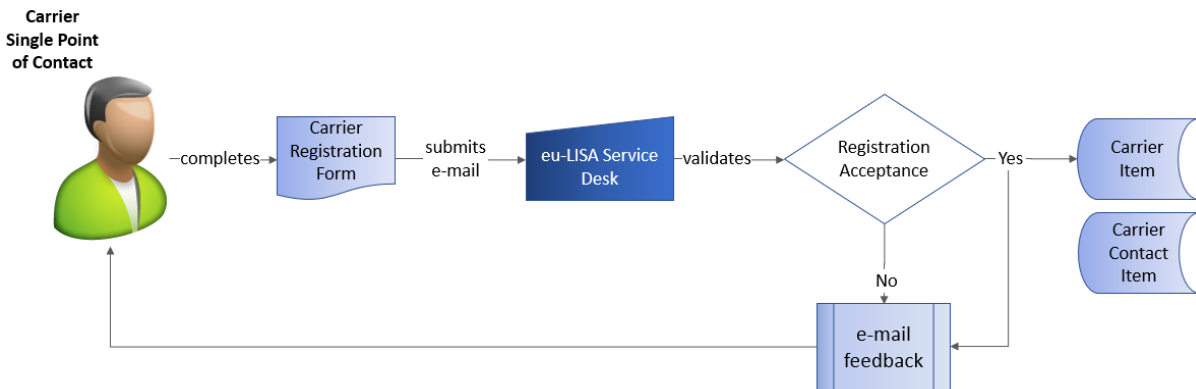 Carrier
Single Point
of Contact
completes
Carrier
Registration
Form
submits
e-mail
eu-LISA Service
Desk
validates
Registration
Acceptance
Yes
Carrier
Item
Carrier
Contact
Item
No
e-mail
feedback